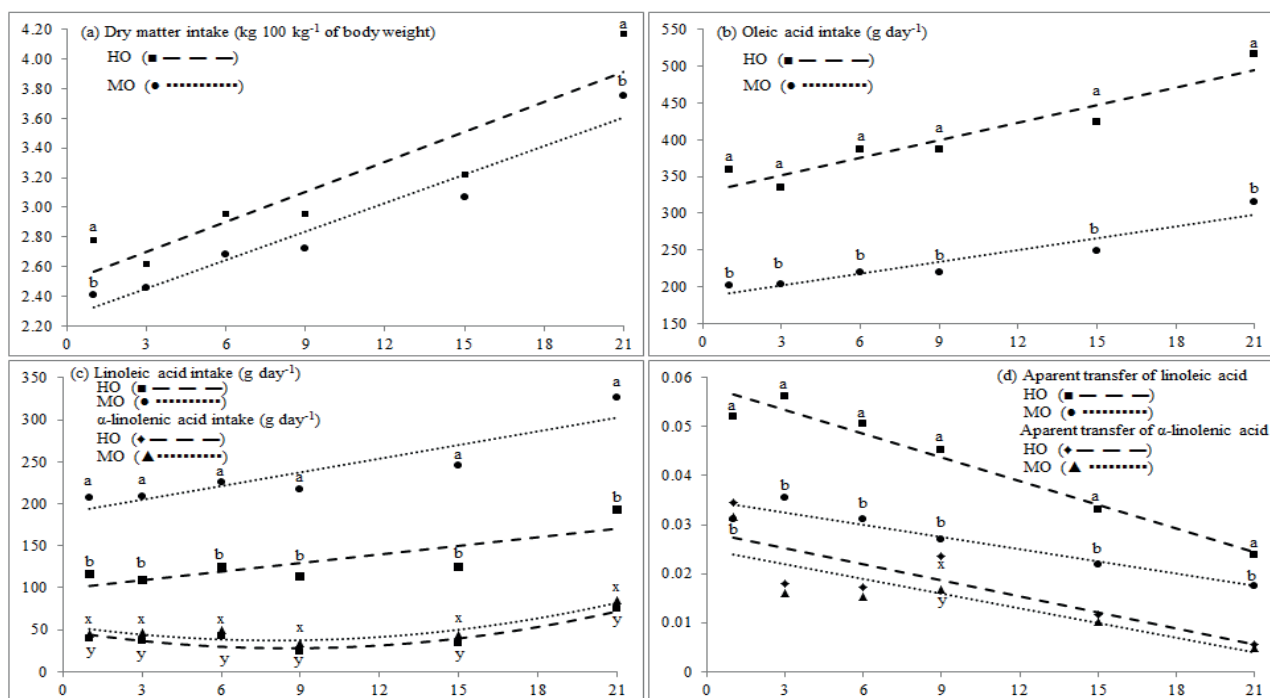 (a) Dry matter intake (kg 100 kg⁻¹ of body weight)
HO (■ — — —)
MO (●··········)
4.20
4.00
3.80
3.60
3.40
3.20
3.00
2.80
2.60
2.40
2.20
a
b
a
b
0 3 6 9 12 15 18 21
(b) Oleic acid intake (g day⁻¹)
HO (■ — — —)
MO (●··········)
550
500
450
400
350
300
250
200
150
a a a a a a
b b b b b b
0 3 6 9 12 15 18 21
(c) Linoleic acid intake (g day⁻¹)
HO (■ — — —)
MO (●··········)
α-linolenic acid intake (g day⁻¹)
HO (♦ — — —)
MO (▲··········)
350
300
250
200
150
100
50
0
a a a a a a
b b b b b b
x x x x x x
y y y y y y
0 3 6 9 12 15 18 21
(d) Aparent transfer of linoleic acid
HO (■ — — —)
MO (●··········)
Aparent transfer of α-linolenic acid
HO (♦ — — —)
MO (▲··········)
0.06
0.05
0.04
0.03
0.02
0.01
0
a a a a a a
b b b b b b
x
y
0 3 6 9 12 15 18 21